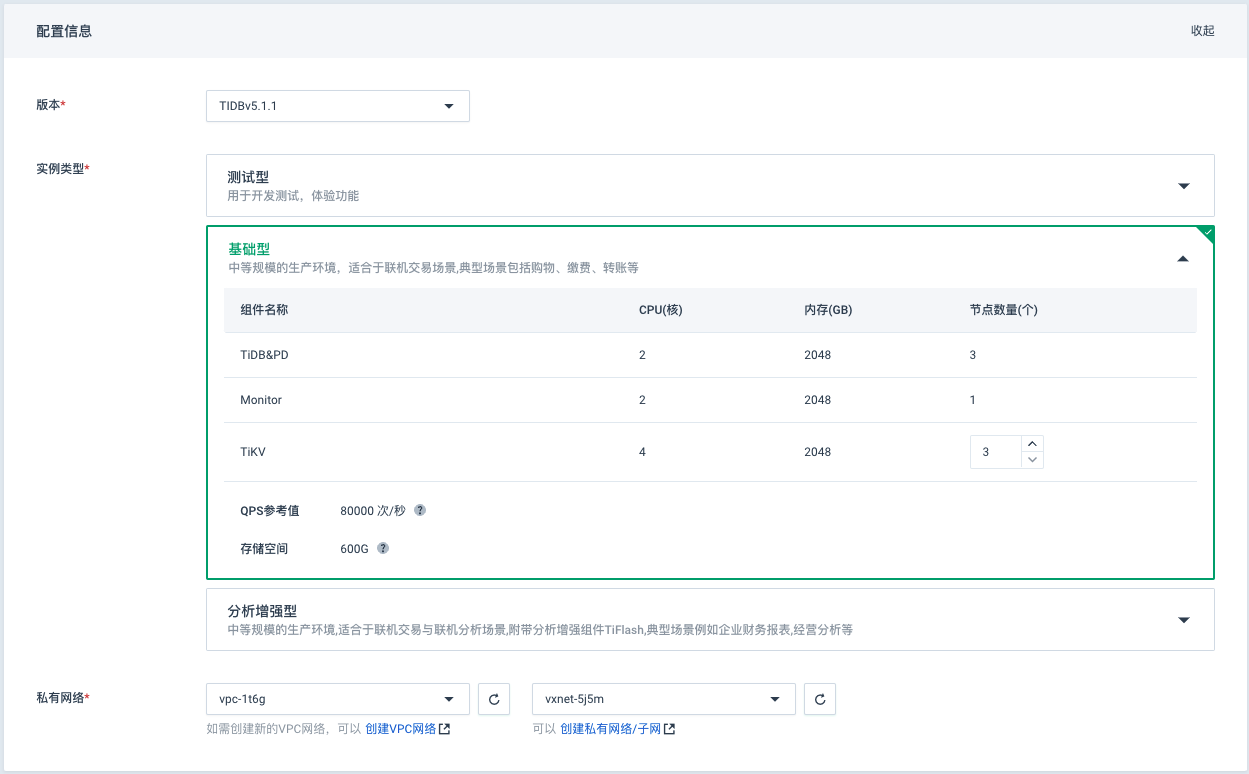 配置信息
收起
版本*
TIDBv5.1.1
实例类型*
测试型
用于开发测试，体验功能
基础型
中等规模的生产环境，适合于联机交易场景,典型场景包括购物、缴费、转账等
组件名称 CPU(核) 内存(GB) 节点数量(个)
TiDB&PD 2 2048 3
Monitor 2 2048 1
TiKV 4 2048 3
QPS参考值 80000 次/秒 ?
存储空间 600G ?
分析增强型
中等规模的生产环境,适合于联机交易与联机分析场景,附带分析增强组件TiFlash,典型场景例如企业财务报表,经营分析等
私有网络*
vpc-1t6g
vxnet-5j5m
如需创建新的VPC网络，可以 创建VPC网络
可以 创建私有网络/子网